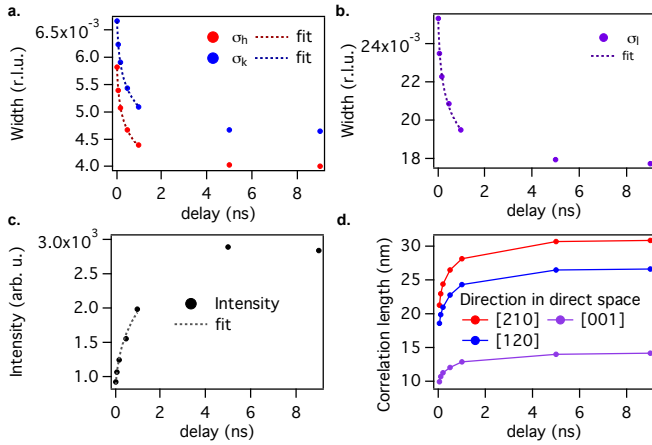 a.
6.5x10⁻³
6.0
5.5
5.0
4.5
4.0
Width (r.l.u.)
σh fit
σk fit
0 2 4 6 8
delay (ns)
b.
24x10⁻³
22
20
18
Width (r.l.u.)
σl
fit
0 2 4 6 8
delay (ns)
c.
3.0x10³
2.5
2.0
1.5
1.0
Intensity (arb. u.)
Intensity
fit
0 2 4 6 8
delay (ns)
d.
30
25
20
15
10
Correlation length (nm)
Direction in direct space
[210] [001]
[120]
0 2 4 6 8
delay (ns)